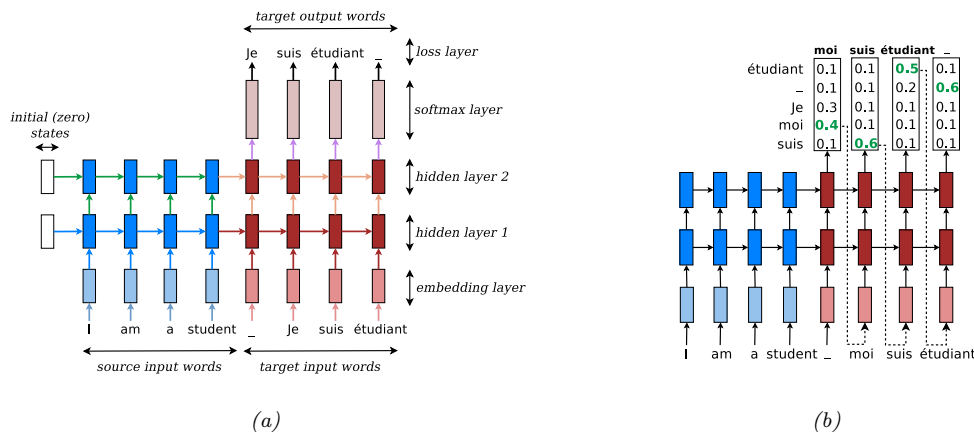 target output words
Je suis étudiant _
loss layer
softmax layer
initial (zero)
states
hidden layer 2
hidden layer 1
embedding layer
I am a student _ Je suis étudiant
source input words target input words
(a)
moi suis étudiant _
étudiant 0.1 0.1 0.5 0.1
_ 0.1 0.1 0.2 0.6
Je 0.3 0.1 0.1 0.1
moi 0.4 0.1 0.1 0.1
suis 0.1 0.6 0.1 0.1
I am a student _ moi suis étudiant
(b)